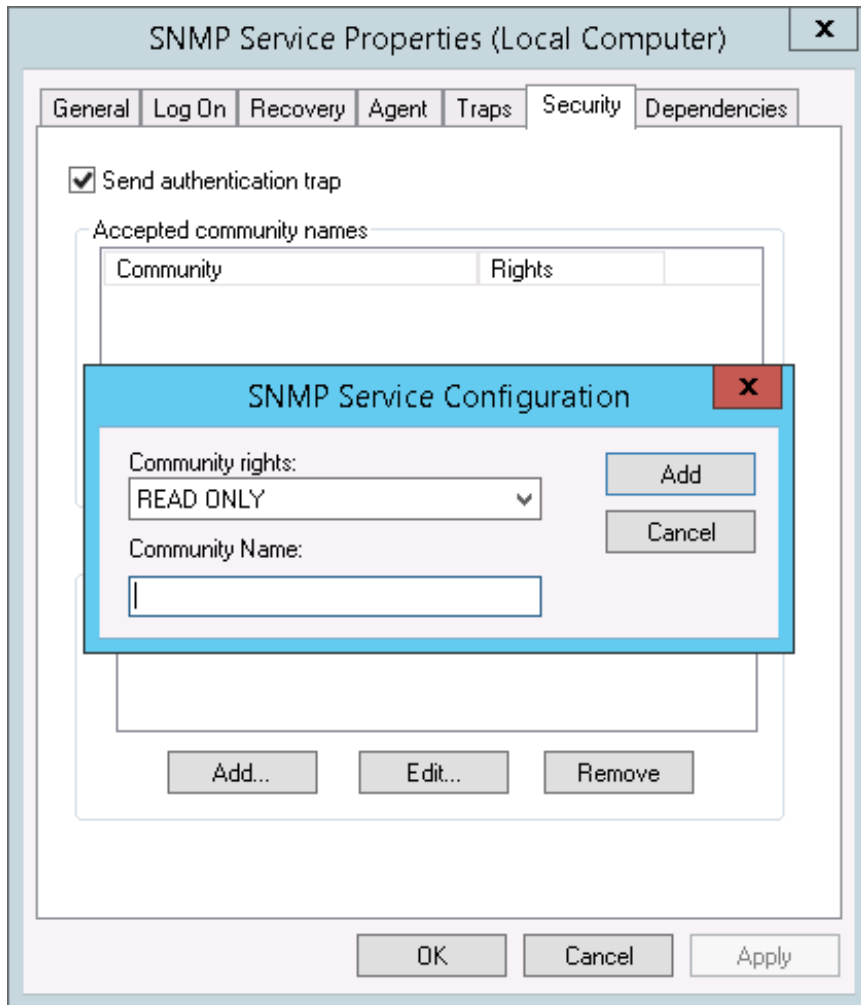 SNMP Service Properties (Local Computer)
x
General Log On Recovery Agent Traps Security Dependencies
Send authentication trap
Accepted community names
Community Rights
SNMP Service Configuration
x
Community rights:
READ ONLY
Add
Community Name:
Cancel
Add... Edit... Remove
OK Cancel Apply